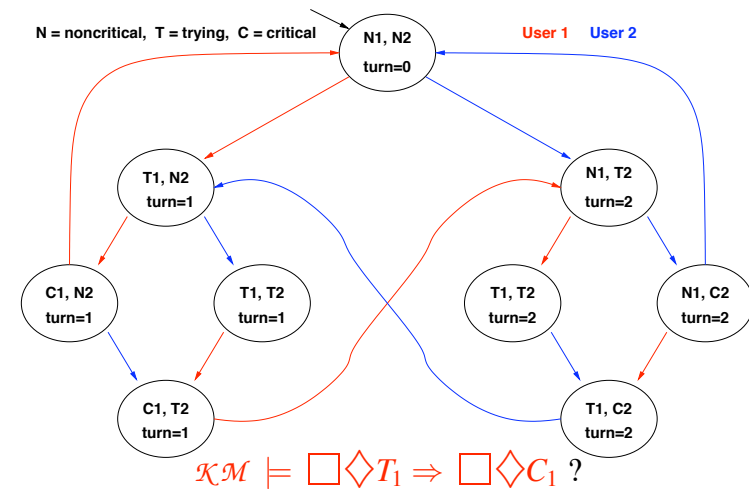 N = noncritical, T = trying, C = critical
User 1 User 2
N1, N2
turn=0
T1, N2
turn=1
N1, T2
turn=2
C1, N2
turn=1
T1, T2
turn=1
T1, T2
turn=2
N1, C2
turn=2
C1, T2
turn=1
T1, C2
turn=2
𝒦ℳ ⊨ □◇T₁ ⇒ □◇C₁ ?